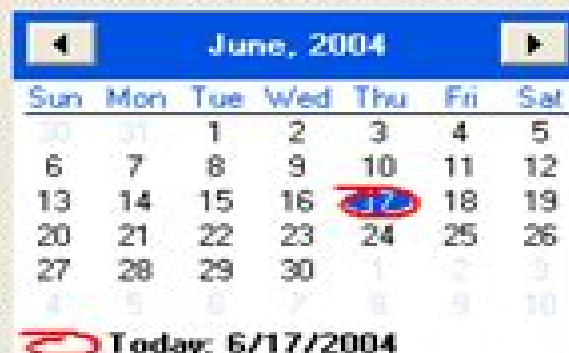 June, 2004
Sun Mon Tue Wed Thu Fri Sat
30 31 1 2 3 4 5
6 7 8 9 10 11 12
13 14 15 16 17 18 19
20 21 22 23 24 25 26
27 28 29 30 1 2 3
4 5 6 7 8 9 10
Today: 6/17/2004